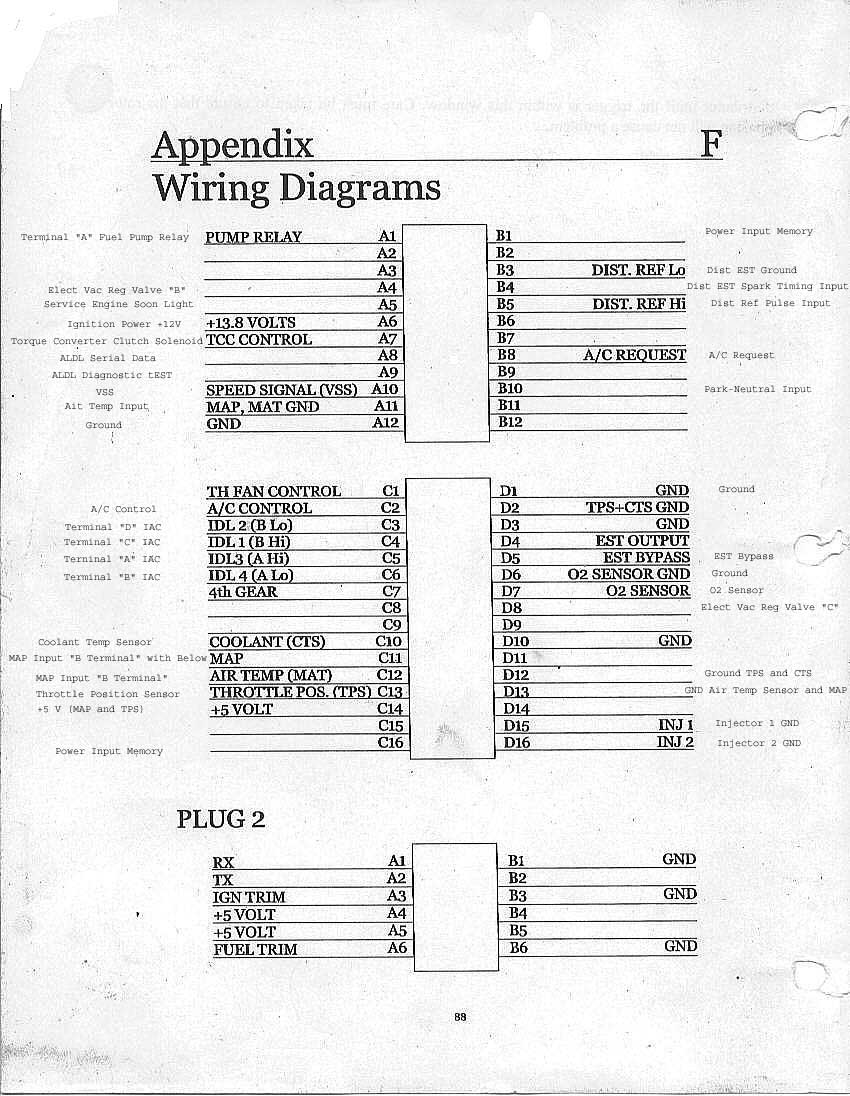 Appendix F
Wiring Diagrams
Terminal "A" Fuel Pump Relay PUMP RELAY A1 B1 Power Input Memory
A2 B2
A3 B3 DIST. REF Lo Dist EST Ground
Elect Vac Reg Valve "B" A4 B4 Dist EST Spark Timing Input
Service Engine Soon Light A5 B5 DIST. REF Hi Dist Ref Pulse Input
Ignition Power +12V +13.8 VOLTS A6 B6
Torque Converter Clutch Solenoid TCC CONTROL A7 B7
ALDL Serial Data A8 B8 A/C REQUEST A/C Request
ALDL Diagnostic tEST A9 B9
VSS SPEED SIGNAL (VSS) A10 B10 Park-Neutral Input
Ait Temp Input MAP, MAT GND A11 B11
Ground GND A12 B12
TH FAN CONTROL C1 D1 GND Ground
A/C Control A/C CONTROL C2 D2 TPS+CTS GND
Terminal "D" IAC IDL 2 (B Lo) C3 D3 GND
Terminal "C" IAC IDL 1 (B Hi) C4 D4 EST OUTPUT
Terninal "A" IAC IDL3 (A Hi) C5 D5 EST BYPASS EST Bypass
Terminal "B" IAC IDL 4 (A Lo) C6 D6 O2 SENSOR GND Ground
4th GEAR C7 D7 O2 SENSOR O2 Sensor
C8 D8 Elect Vac Reg Valve "C"
C9 D9
Coolant Temp Sensor COOLANT (CTS) C10 D10 GND
MAP Input "B Terminal" with Below MAP C11 D11
MAP Input "B Terminal" AIR TEMP (MAT) C12 D12 Ground TPS and CTS
Throttle Position Sensor THROTTLE POS. (TPS) C13 D13 GND Air Temp Sensor and MAP
+5 V (MAP and TPS) +5 VOLT C14 D14
C15 D15 INJ 1 Injector 1 GND
Power Input Memory C16 D16 INJ 2 Injector 2 GND
PLUG 2
RX A1 B1 GND
TX A2 B2
IGN TRIM A3 B3 GND
+5 VOLT A4 B4
+5 VOLT A5 B5
FUEL TRIM A6 B6 GND
88